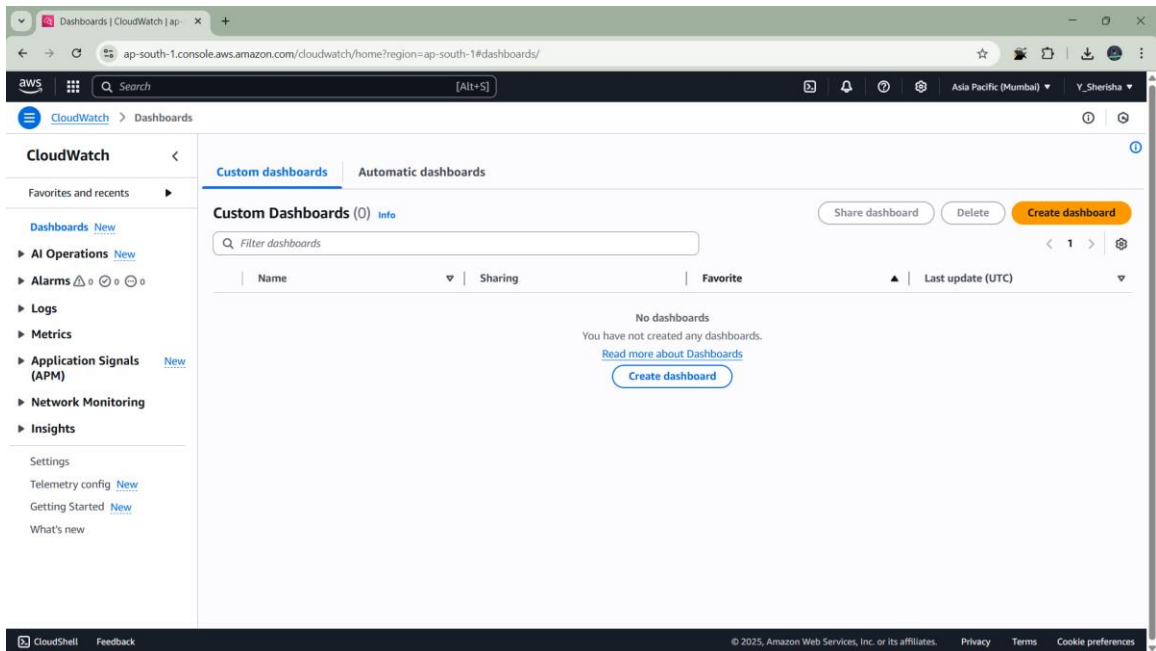 Dashboards | CloudWatch | ap-
ap-south-1.console.aws.amazon.com/cloudwatch/home?region=ap-south-1#dashboards/
aws Search [Alt+S] Asia Pacific (Mumbai) Y_Sherisha
CloudWatch > Dashboards
CloudWatch
Favorites and recents
Dashboards New
AI Operations New
Alarms 0 0 0
Logs
Metrics
Application Signals New
(APM)
Network Monitoring
Insights
Settings
Telemetry config New
Getting Started New
What's new
Custom dashboards Automatic dashboards
Custom Dashboards (0) Info Share dashboard Delete Create dashboard
Filter dashboards 1
Name Sharing Favorite Last update (UTC)
No dashboards
You have not created any dashboards.
Read more about Dashboards
Create dashboard
CloudShell Feedback © 2025, Amazon Web Services, Inc. or its affiliates. Privacy Terms Cookie preferences